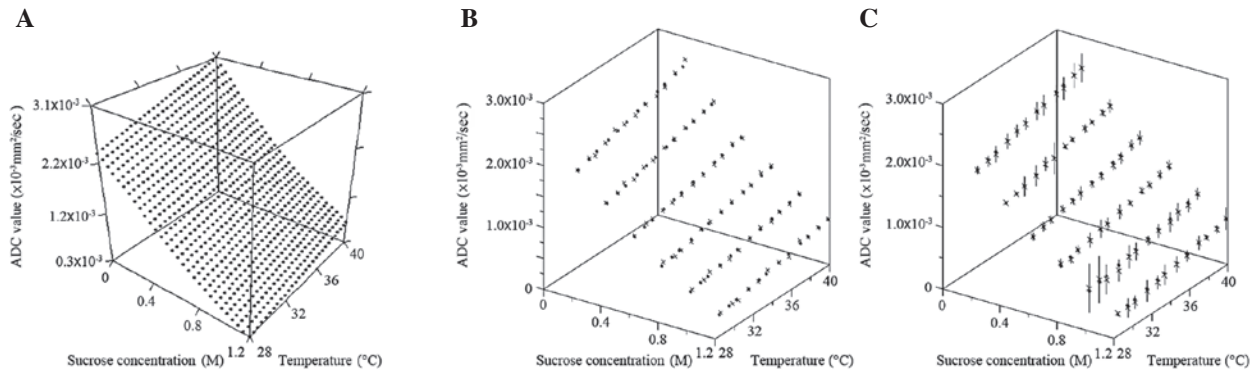 A
ADC value (×10⁻³mm²/sec)
3.1x10⁻³
2.2x10⁻³
1.2x10⁻³
0.3x10⁻³
0
0.4
0.8
1.2
28
32
36
40
Sucrose concentration (M)
Temperature (°C)
B
ADC value (×10⁻³mm²/sec)
3.0x10⁻³
2.0x10⁻³
1.0x10⁻³
0
0
0.4
0.8
1.2
28
32
36
40
Sucrose concentration (M)
Temperature (°C)
C
ADC value (×10⁻³mm²/sec)
3.0x10⁻³
2.0x10⁻³
1.0x10⁻³
0
0
0.4
0.8
1.2
28
32
36
40
Sucrose concentration (M)
Temperature (°C)